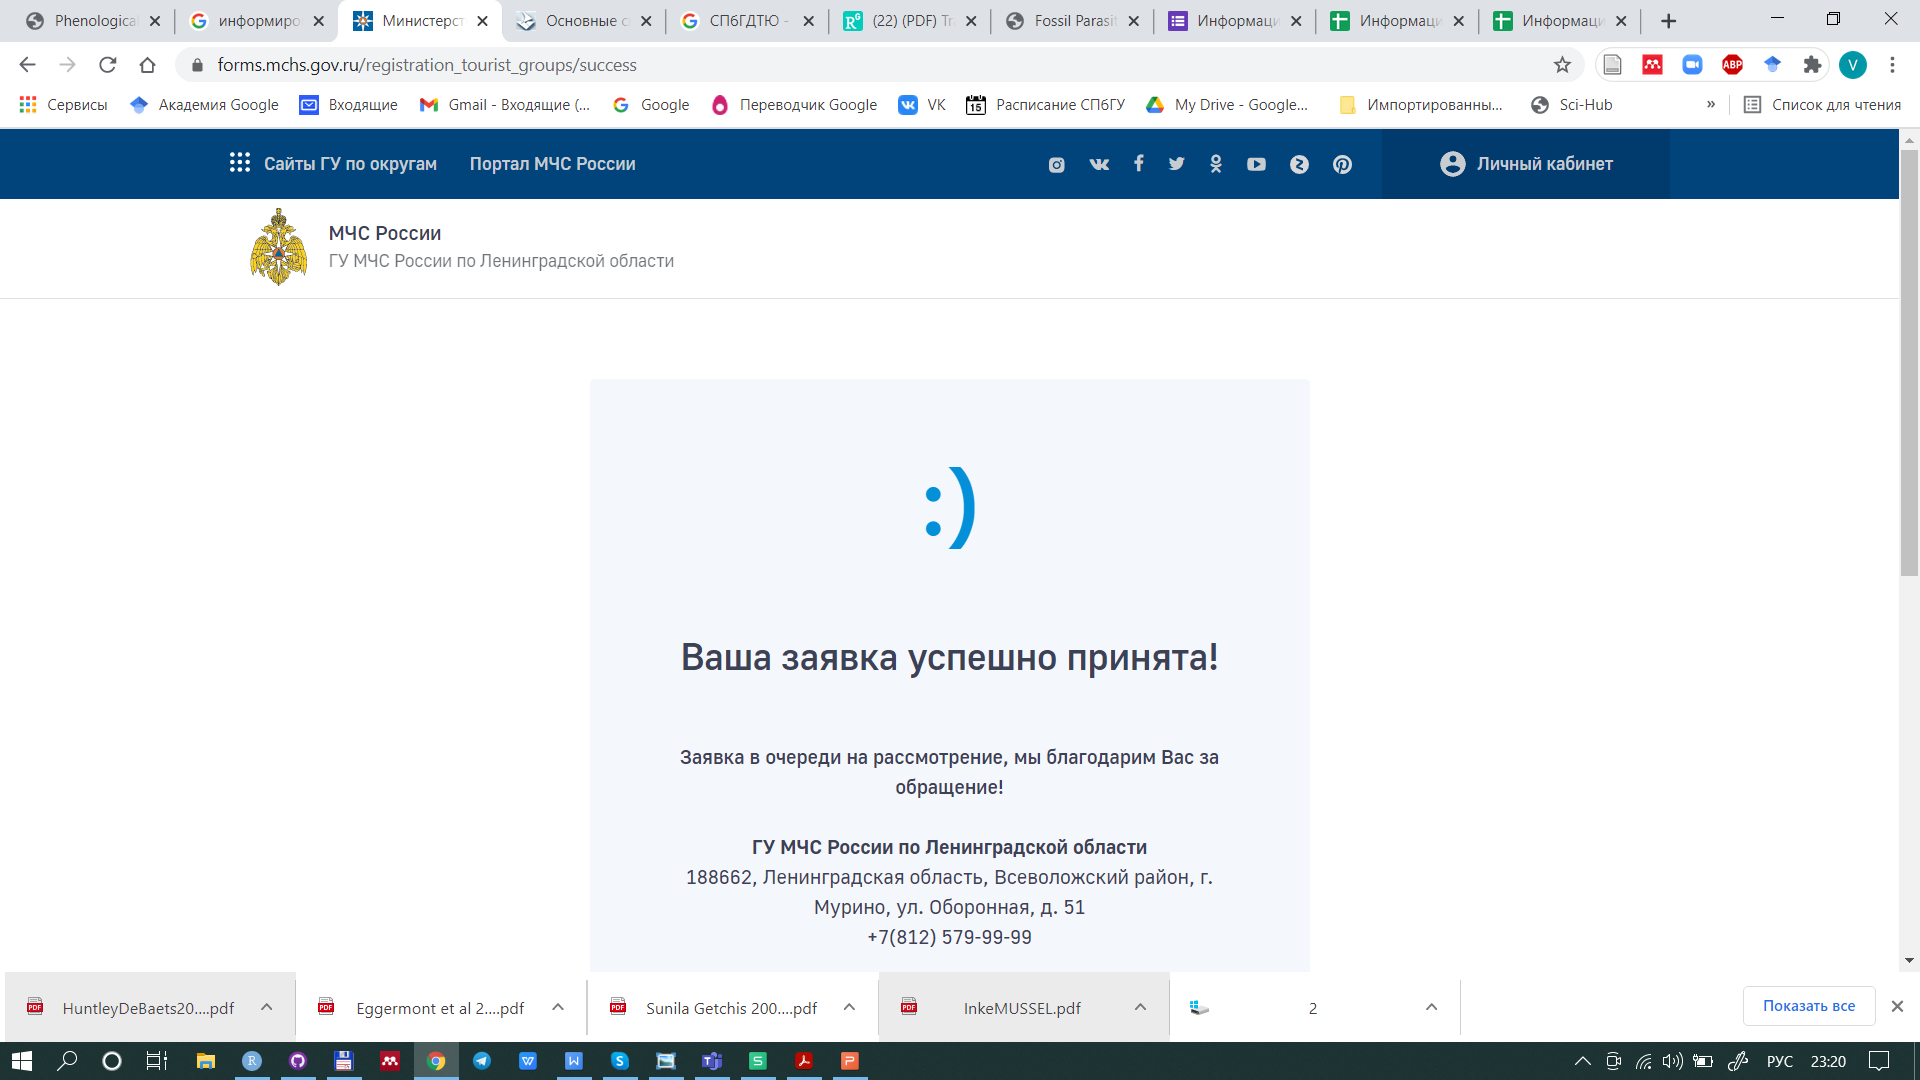 Phenologica
информиро
Министерст
Основные с
СПбГДТЮ -
(22) (PDF) Tr
Fossil Parasit
Информаци
Информаци
Информаци
forms.mchs.gov.ru/registration_tourist_groups/success
ABP
V
Сервисы
Академия Google
Входящие
Gmail - Входящие (...
Google
Переводчик Google
VK
15
Расписание СПбГУ
My Drive - Google...
Импортированны...
Sci-Hub
»
Список для чтения
Сайты ГУ по округам
Портал МЧС России
Личный кабинет
МЧС России
ГУ МЧС России по Ленинградской области
:)
Ваша заявка успешно принята!
Заявка в очереди на рассмотрение, мы благодарим Вас за
обращение!
ГУ МЧС России по Ленинградской области
188662, Ленинградская область, Всеволожский район, г.
Мурино, ул. Оборонная, д. 51
+7(812) 579-99-99
HuntleyDeBaets20....pdf
Eggermont et al 2....pdf
Sunila Getchis 200....pdf
InkeMUSSEL.pdf
2
Показать все
РУС
23:20